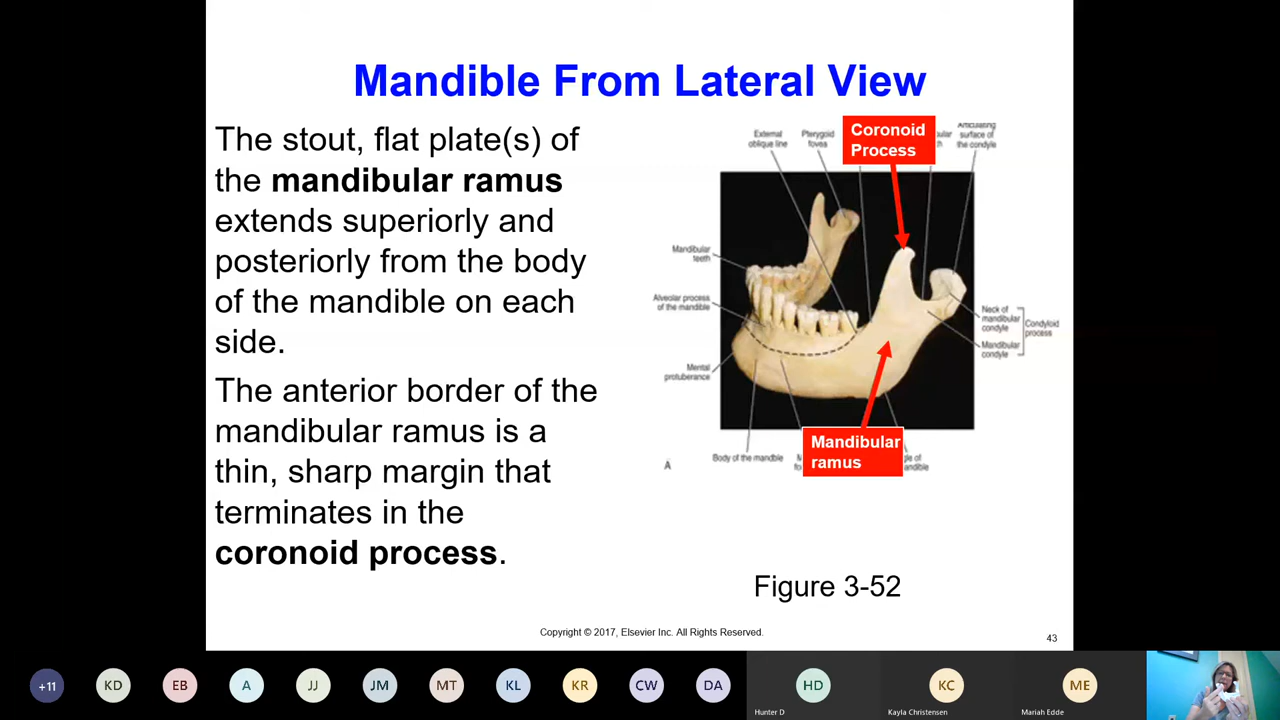 Mandible From Lateral View
The stout, flat plate(s) of
the mandibular ramus
extends superiorly and
posteriorly from the body
of the mandible on each
side.
The anterior border of the
mandibular ramus is a
thin, sharp margin that
terminates in the
coronoid process.
External
oblique line
Pterygoid
fovea
Coronoid
Process
Articulating
surface of
the condyle
Mandibular
teeth
Alveolar process
of the mandible
Mental
protuberance
Neck of
mandibular
condyle
Mandibular
condyle
Condyloid
process
Body of the mandible
Mandibular
ramus
A
Figure 3-52
Copyright © 2017, Elsevier Inc. All Rights Reserved.
43
+11
KD
EB
A
JJ
JM
MT
KL
KR
CW
DA
HD
Hunter D
KC
Kayla Christensen
ME
Mariah Edde